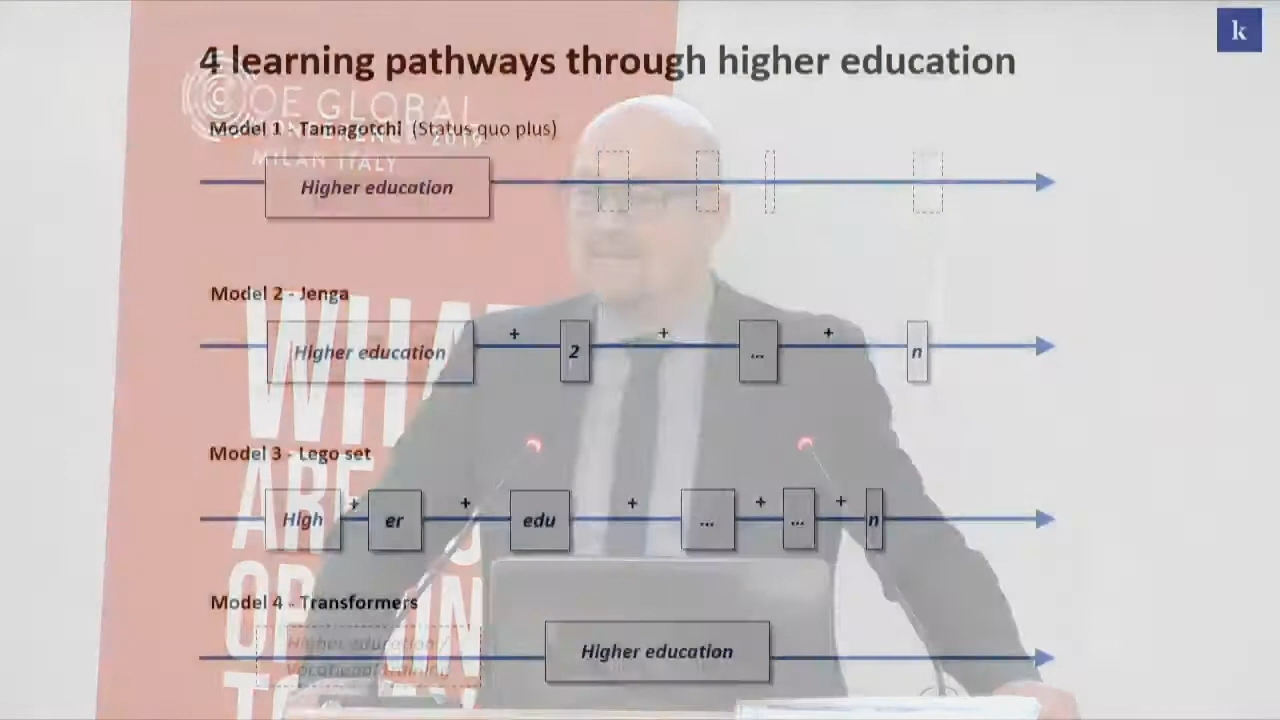 4 learning pathways through higher education
k
OE GLOBAL
CONFERENCE 2019
MILAN ITALY
Model 1 - Tamagotchi (Status quo plus)
Higher education
Model 2 - Jenga
Higher education + 2 + ... + n
Model 3 - Lego set
High + er + edu + ... + ... + n
Model 4 - Transformers
Higher education /
Vocational training
Higher education
WHAT
ARE